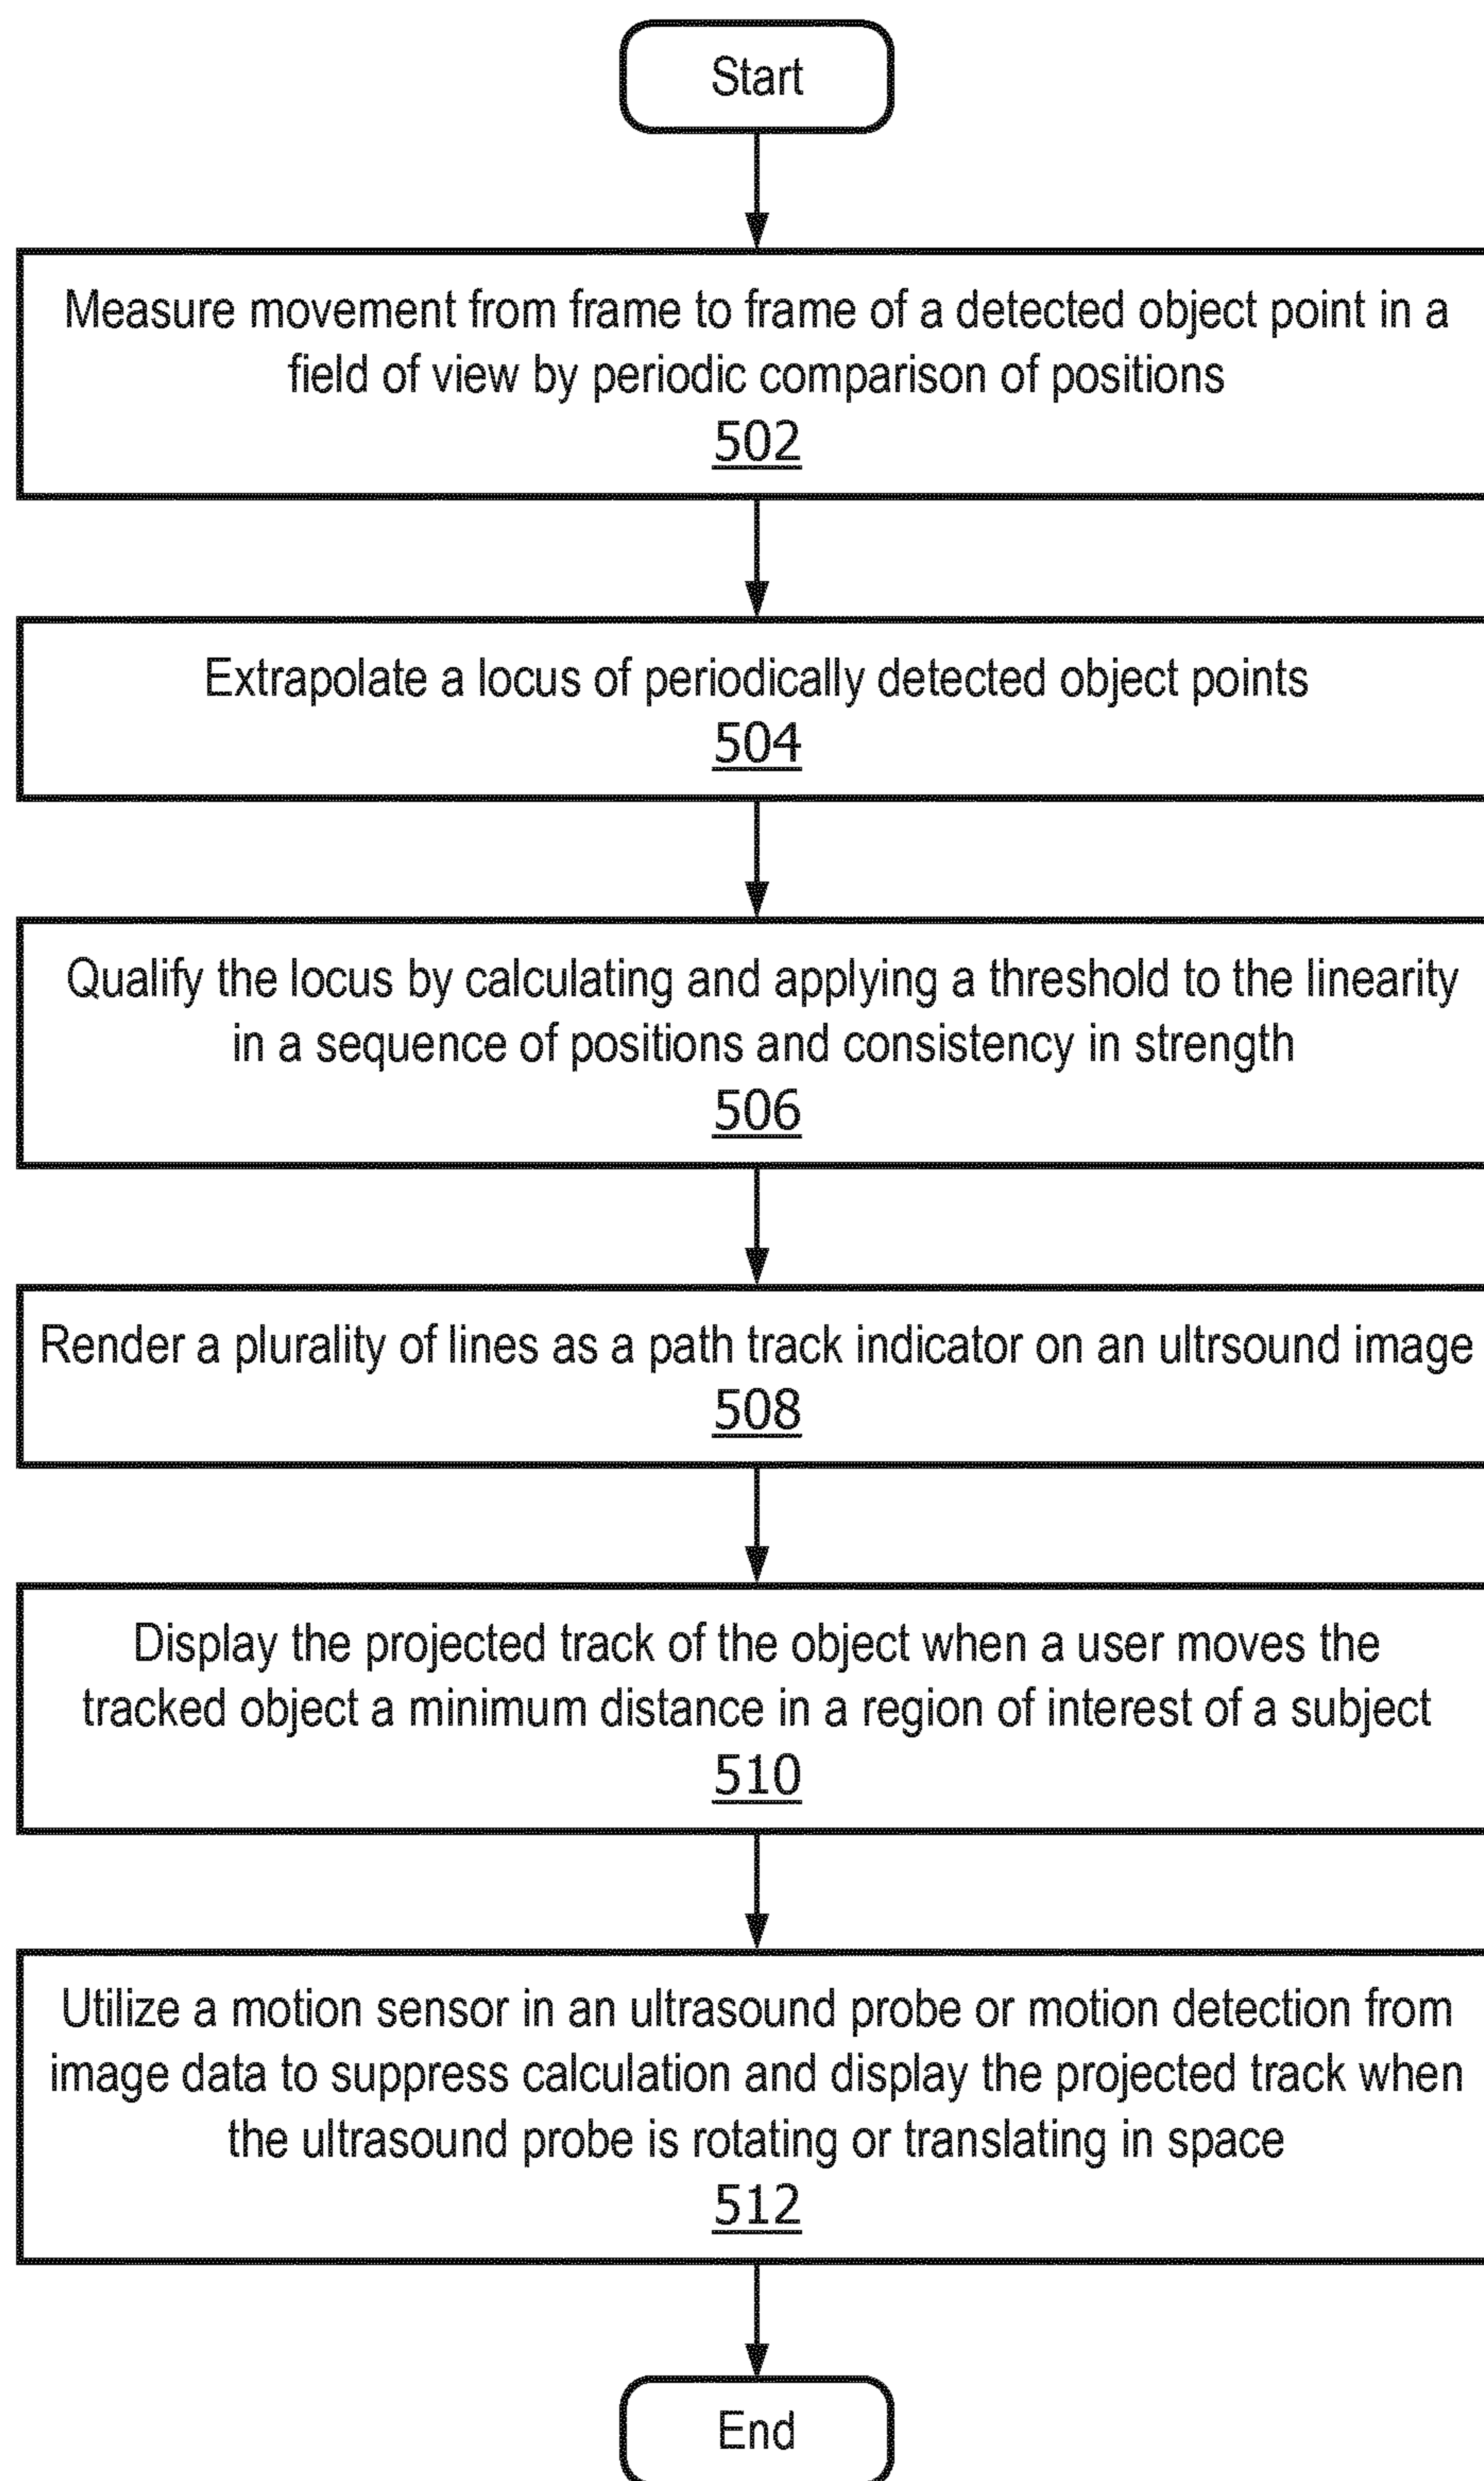 Start
Measure movement from frame to frame of a detected object point in a
field of view by periodic comparison of positions
502
Extrapolate a locus of periodically detected object points
504
Qualify the locus by calculating and applying a threshold to the linearity
in a sequence of positions and consistency in strength
506
Render a plurality of lines as a path track indicator on an ultrsound image
508
Display the projected track of the object when a user moves the
tracked object a minimum distance in a region of interest of a subject
510
Utilize a motion sensor in an ultrasound probe or motion detection from
image data to suppress calculation and display the projected track when
the ultrasound probe is rotating or translating in space
512
End